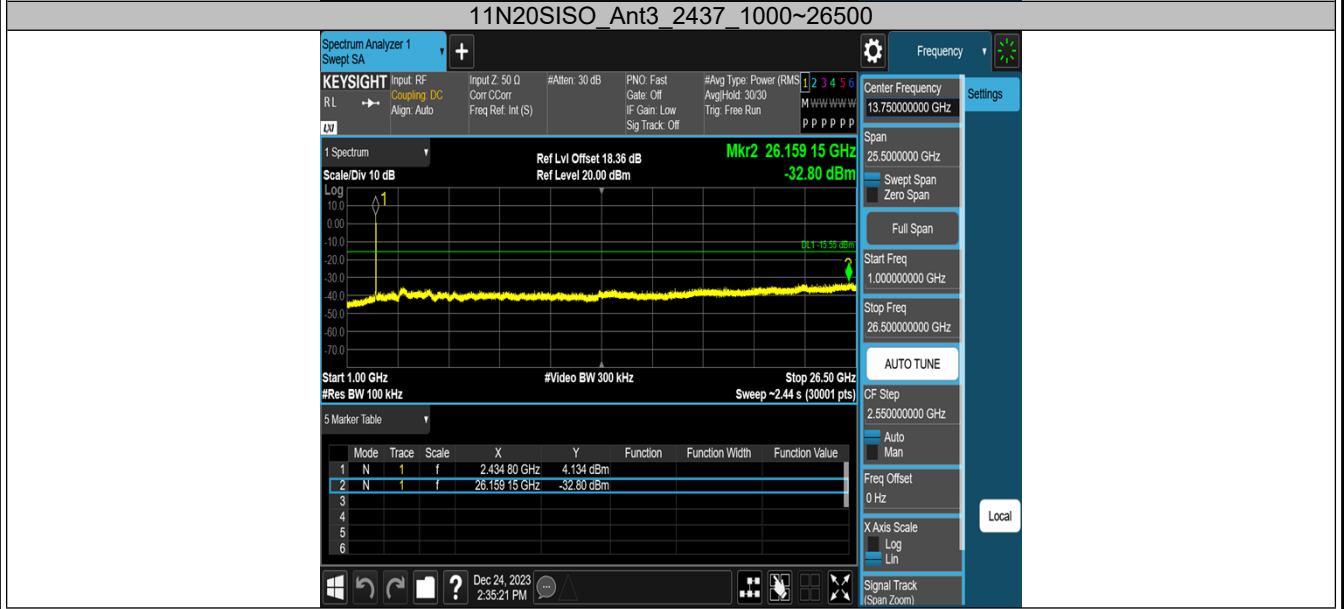 11N20SISO_Ant3_2437_1000~26500
Spectrum Analyzer 1
Swept SA
+
Frequency
KEYSIGHT
RL
LXI
Input: RF
Coupling: DC
Align: Auto
Input Z: 50 Ω
Corr CCorr
Freq Ref: Int (S)
#Atten: 30 dB
PNO: Fast
Gate: Off
IF Gain: Low
Sig Track: Off
#Avg Type: Power (RMS
Avg|Hold: 30/30
Trig: Free Run
1 2 3 4 5 6
M W W W W W
P P P P P P
Center Frequency
13.750000000 GHz
Settings
Span
25.5000000 GHz
Swept Span
Zero Span
Full Span
Start Freq
1.000000000 GHz
Stop Freq
26.500000000 GHz
AUTO TUNE
CF Step
2.550000000 GHz
Auto
Man
Freq Offset
0 Hz
X Axis Scale
Log
Lin
Signal Track
(Span Zoom)
Local
1 Spectrum
Scale/Div 10 dB
Ref Lvl Offset 18.36 dB
Ref Level 20.00 dBm
Mkr2 26.159 15 GHz
-32.80 dBm
Log
10.0
0.00
-10.0
-20.0
-30.0
-40.0
-50.0
-60.0
-70.0
1
DL1 -15.55 dBm
2
Start 1.00 GHz
#Res BW 100 kHz
#Video BW 300 kHz
Stop 26.50 GHz
Sweep ~2.44 s (30001 pts)
5 Marker Table
Mode Trace Scale X Y Function Function Width Function Value
1 N 1 f 2.434 80 GHz 4.134 dBm
2 N 1 f 26.159 15 GHz -32.80 dBm
3
4
5
6
?
Dec 24, 2023
2:35:21 PM